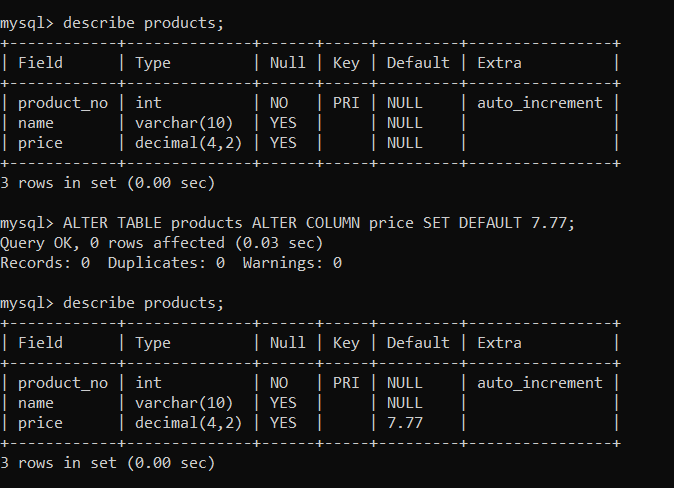 mysql> describe products;
+------------+--------------+------+-----+---------+----------------+
| Field      | Type         | Null | Key | Default | Extra          |
+------------+--------------+------+-----+---------+----------------+
| product_no | int          | NO   | PRI | NULL    | auto_increment |
| name       | varchar(10)  | YES  |     | NULL    |                |
| price      | decimal(4,2) | YES  |     | NULL    |                |
+------------+--------------+------+-----+---------+----------------+
3 rows in set (0.00 sec)
mysql> ALTER TABLE products ALTER COLUMN price SET DEFAULT 7.77;
Query OK, 0 rows affected (0.03 sec)
Records: 0  Duplicates: 0  Warnings: 0
mysql> describe products;
+------------+--------------+------+-----+---------+----------------+
| Field      | Type         | Null | Key | Default | Extra          |
+------------+--------------+------+-----+---------+----------------+
| product_no | int          | NO   | PRI | NULL    | auto_increment |
| name       | varchar(10)  | YES  |     | NULL    |                |
| price      | decimal(4,2) | YES  |     | 7.77    |                |
+------------+--------------+------+-----+---------+----------------+
3 rows in set (0.00 sec)